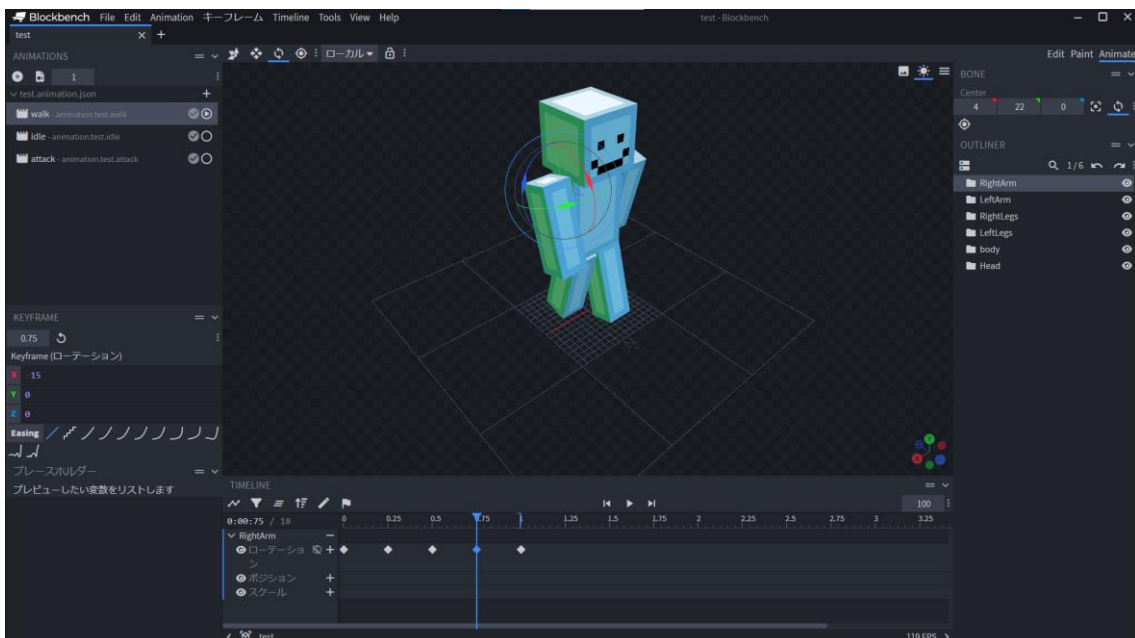 Blockbench File Edit Animation キーフレーム Timeline Tools View Help
test - Blockbench
test
Edit Paint Animate
ANIMATIONS
1
test.animation.json
walk - animation.test.walk
idle - animation.test.idle
attack - animation.test.attack
ローカル
BONE
Center
4 22 0
OUTLINER
1/6
RightArm
LeftArm
RightLegs
LeftLegs
body
Head
KEYFRAME
0.75
Keyframe (ローテーション)
X -15
Y 0
Z 0
Easing
プレースホルダー
プレビューしたい変数をリストします
Y
X
TIMELINE
100
0:00:75 / 18
0 0.25 0.5 0.75 1 1.25 1.5 1.75 2 2.25 2.5 2.75 3 3.25
RightArm
ローテーショ
ン
ポジション
スケール
test
119 FPS